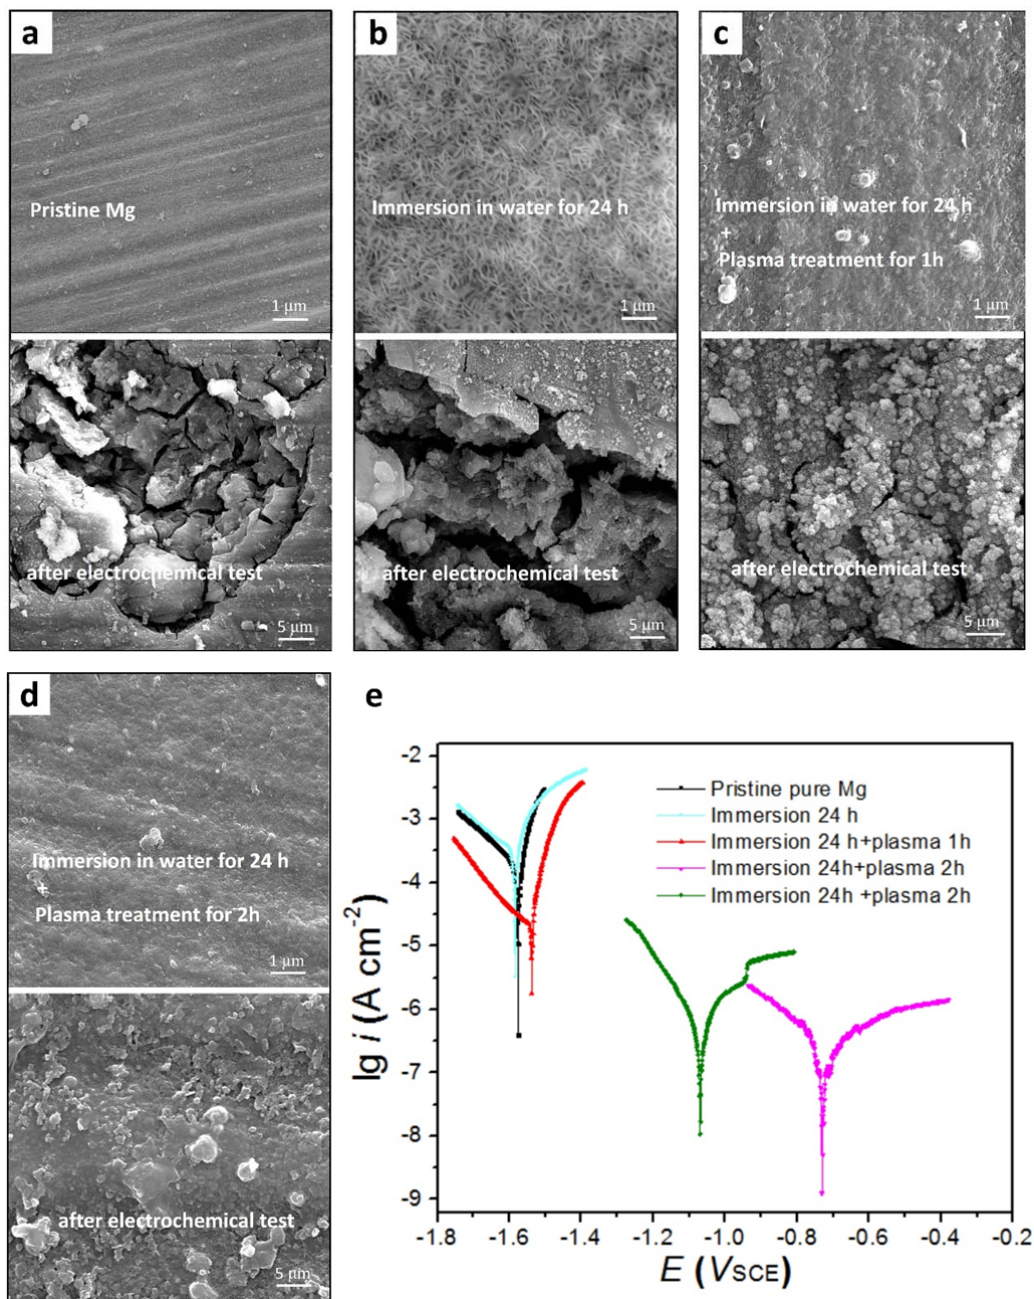 a
Pristine Mg
1 μm
after electrochemical test
5 μm
b
Immersion in water for 24 h
1 μm
after electrochemical test
5 μm
c
Immersion in water for 24 h
+
Plasma treatment for 1h
1 μm
after electrochemical test
5 μm
d
Immersion in water for 24 h
+
Plasma treatment for 2h
1 μm
after electrochemical test
5 μm
e
Pristine pure Mg
Immersion 24 h
Immersion 24 h+plasma 1h
Immersion 24h+plasma 2h
Immersion 24h +plasma 2h
-2
-3
-4
-5
-6
-7
-8
-9
lg i (A cm-2)
-1.8 -1.6 -1.4 -1.2 -1.0 -0.8 -0.6 -0.4 -0.2
E (VSCE)